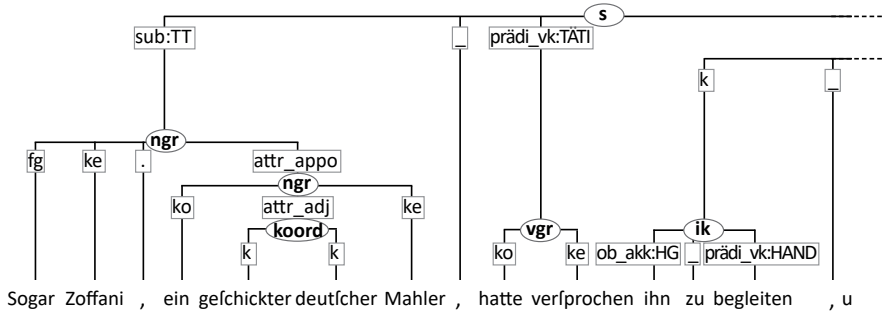 s
sub:TT _ prädi_vk:TÄTI
k _
ngr
fg ke . attr_appo
ngr
ko attr_adj ke
koord vgr ik
k k ko ke ob_akk:HG _ prädi_vk:HAND
Sogar Zoffani , ein geſchickter deutſcher Mahler , hatte verſprochen ihn zu begleiten , u